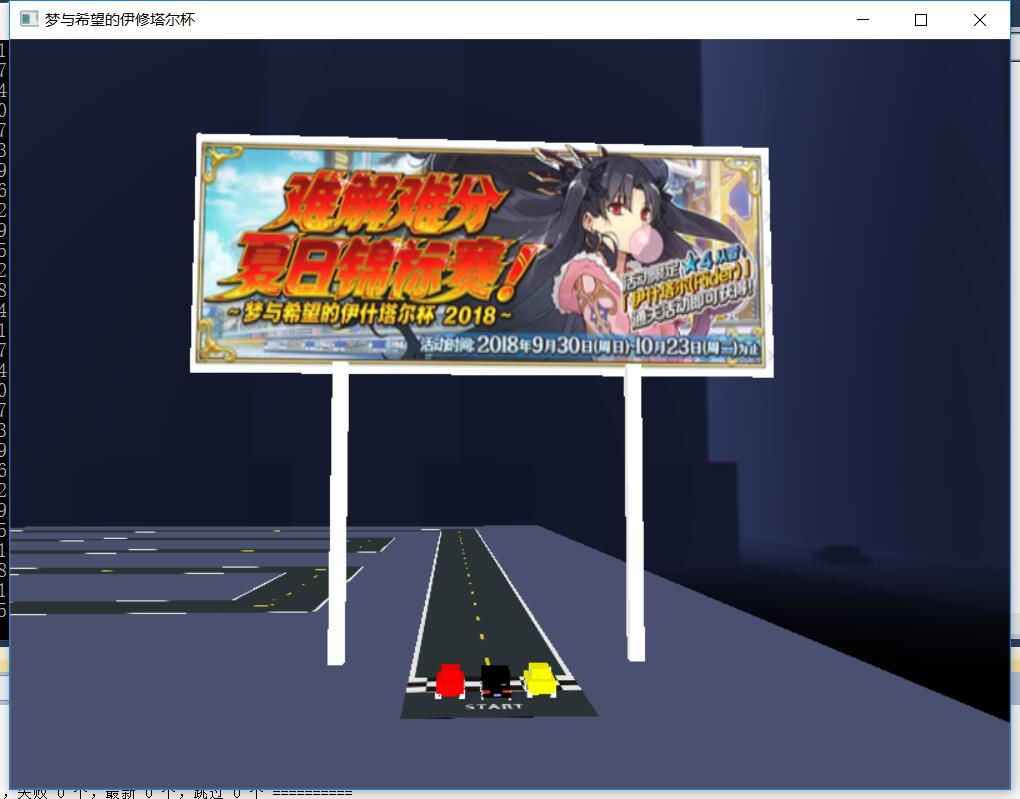 梦与希望的伊修塔尔杯
难解难分
夏日锦标赛！
~梦与希望的伊什塔尔杯 2018~
活动限定★4从者
「伊什塔尔(Rider)」
通关活动即可获得！
活动时间:2018年9月30日(周日)-10月23日(周一)为止
START
，失败 0 个，最新 0 个，跳过 0 个 ==========